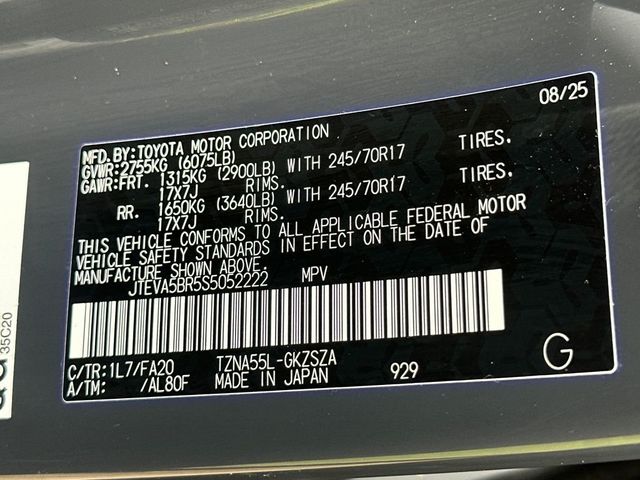 08/25
MFD.BY:TOYOTA MOTOR CORPORATION
GVWR:2755KG (6075LB)
GAWR:FRT. 1315KG (2900LB) WITH 245/70R17 TIRES,
17X7J RIMS.
RR. 1650KG (3640LB) WITH 245/70R17 TIRES,
17X7J RIMS.
THIS VEHICLE CONFORMS TO ALL APPLICABLE FEDERAL MOTOR
VEHICLE SAFETY STANDARDS IN EFFECT ON THE DATE OF
MANUFACTURE SHOWN ABOVE.
JTEVA5BR5S5052222 MPV
C/TR:1L7/FA20 TZNA55L-GKZSZA
A/TM: /AL80F MADE IN JAPAN 929
G
35C20